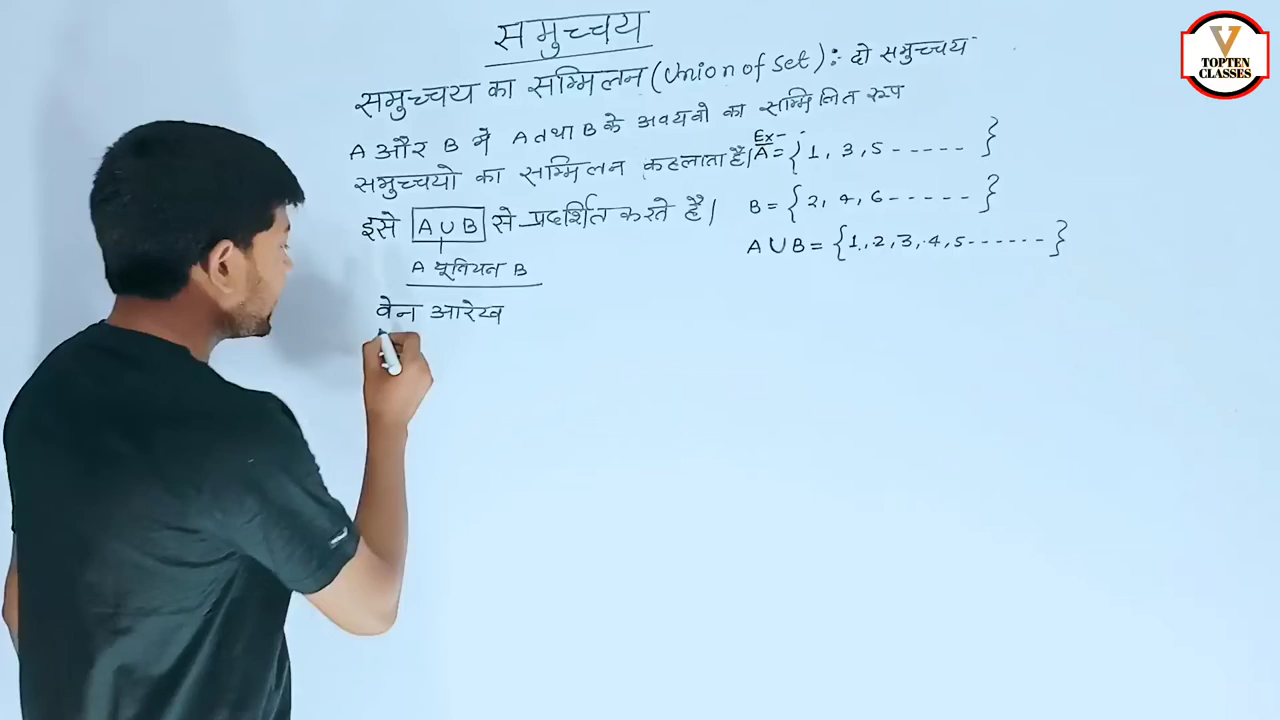 समुच्चय
समुच्चय का सम्मिलन (Union of Set) : दो समुच्चय
A और B में A तथा B के अवयवो का सम्मिलित रूप
समुच्चयो का सम्मिलन कहलाता है।
इसे A ∪ B से प्रदर्शित करते है।
A यूनियन B
वेन आरेख
Ex-
A = { 1, 3, 5 ----- }
B = { 2, 4, 6 ----- }
A ∪ B = { 1, 2, 3, 4, 5 ------ }
TOPTEN
CLASSES